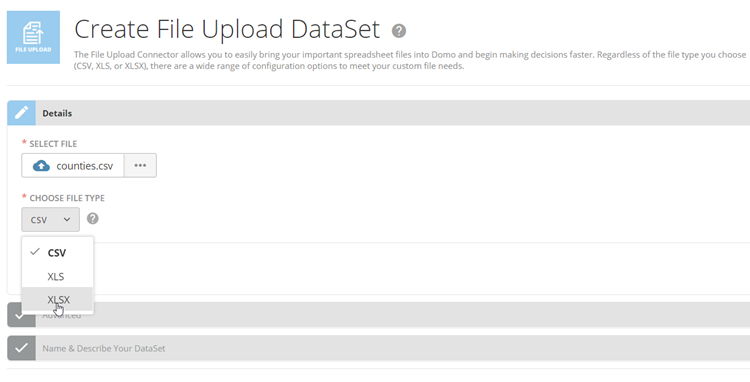 Create File Upload DataSet ?
FILE UPLOAD
The File Upload Connector allows you to easily bring your important spreadsheet files into Domo and begin making decisions faster. Regardless of the file type you choose
(CSV, XLS, or XLSX), there are a wide range of configuration options to meet your custom file needs.
Details
* SELECT FILE
counties.csv •••
* CHOOSE FILE TYPE
CSV ?
CSV
XLS
XLSX
Advanced
Name & Describe Your DataSet